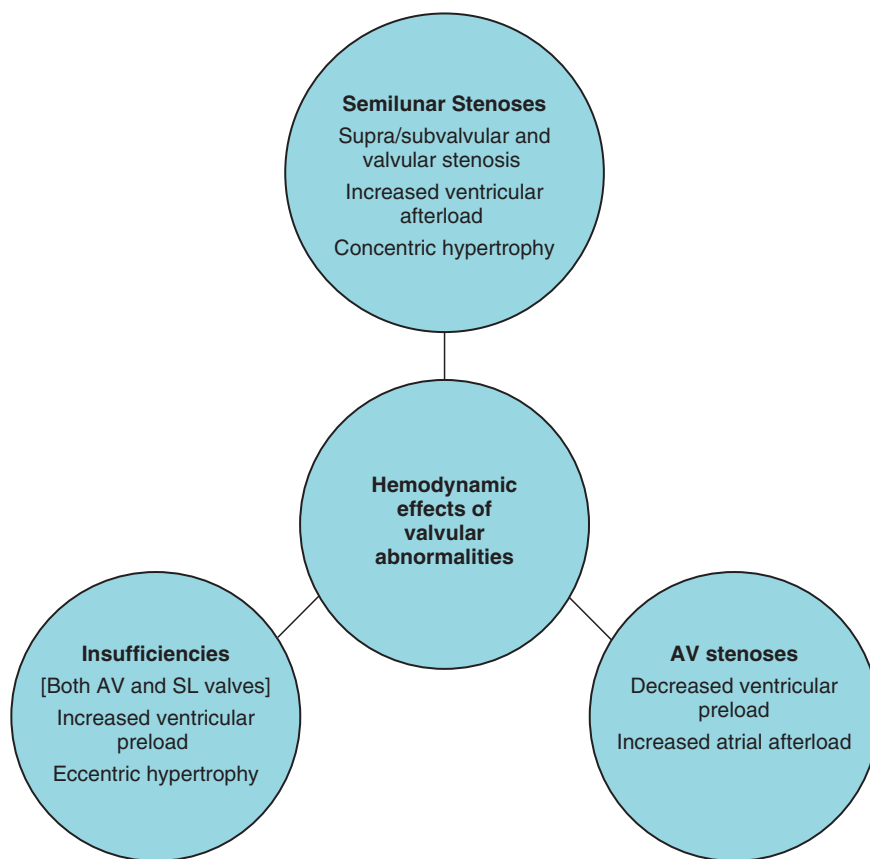 Semilunar Stenoses
Supra/subvalvular and
valvular stenosis
Increased ventricular
afterload
Concentric hypertrophy
Hemodynamic
effects of
valvular
abnormalities
Insufficiencies
[Both AV and SL valves]
Increased ventricular
preload
Eccentric hypertrophy
AV stenoses
Decreased ventricular
preload
Increased atrial afterload